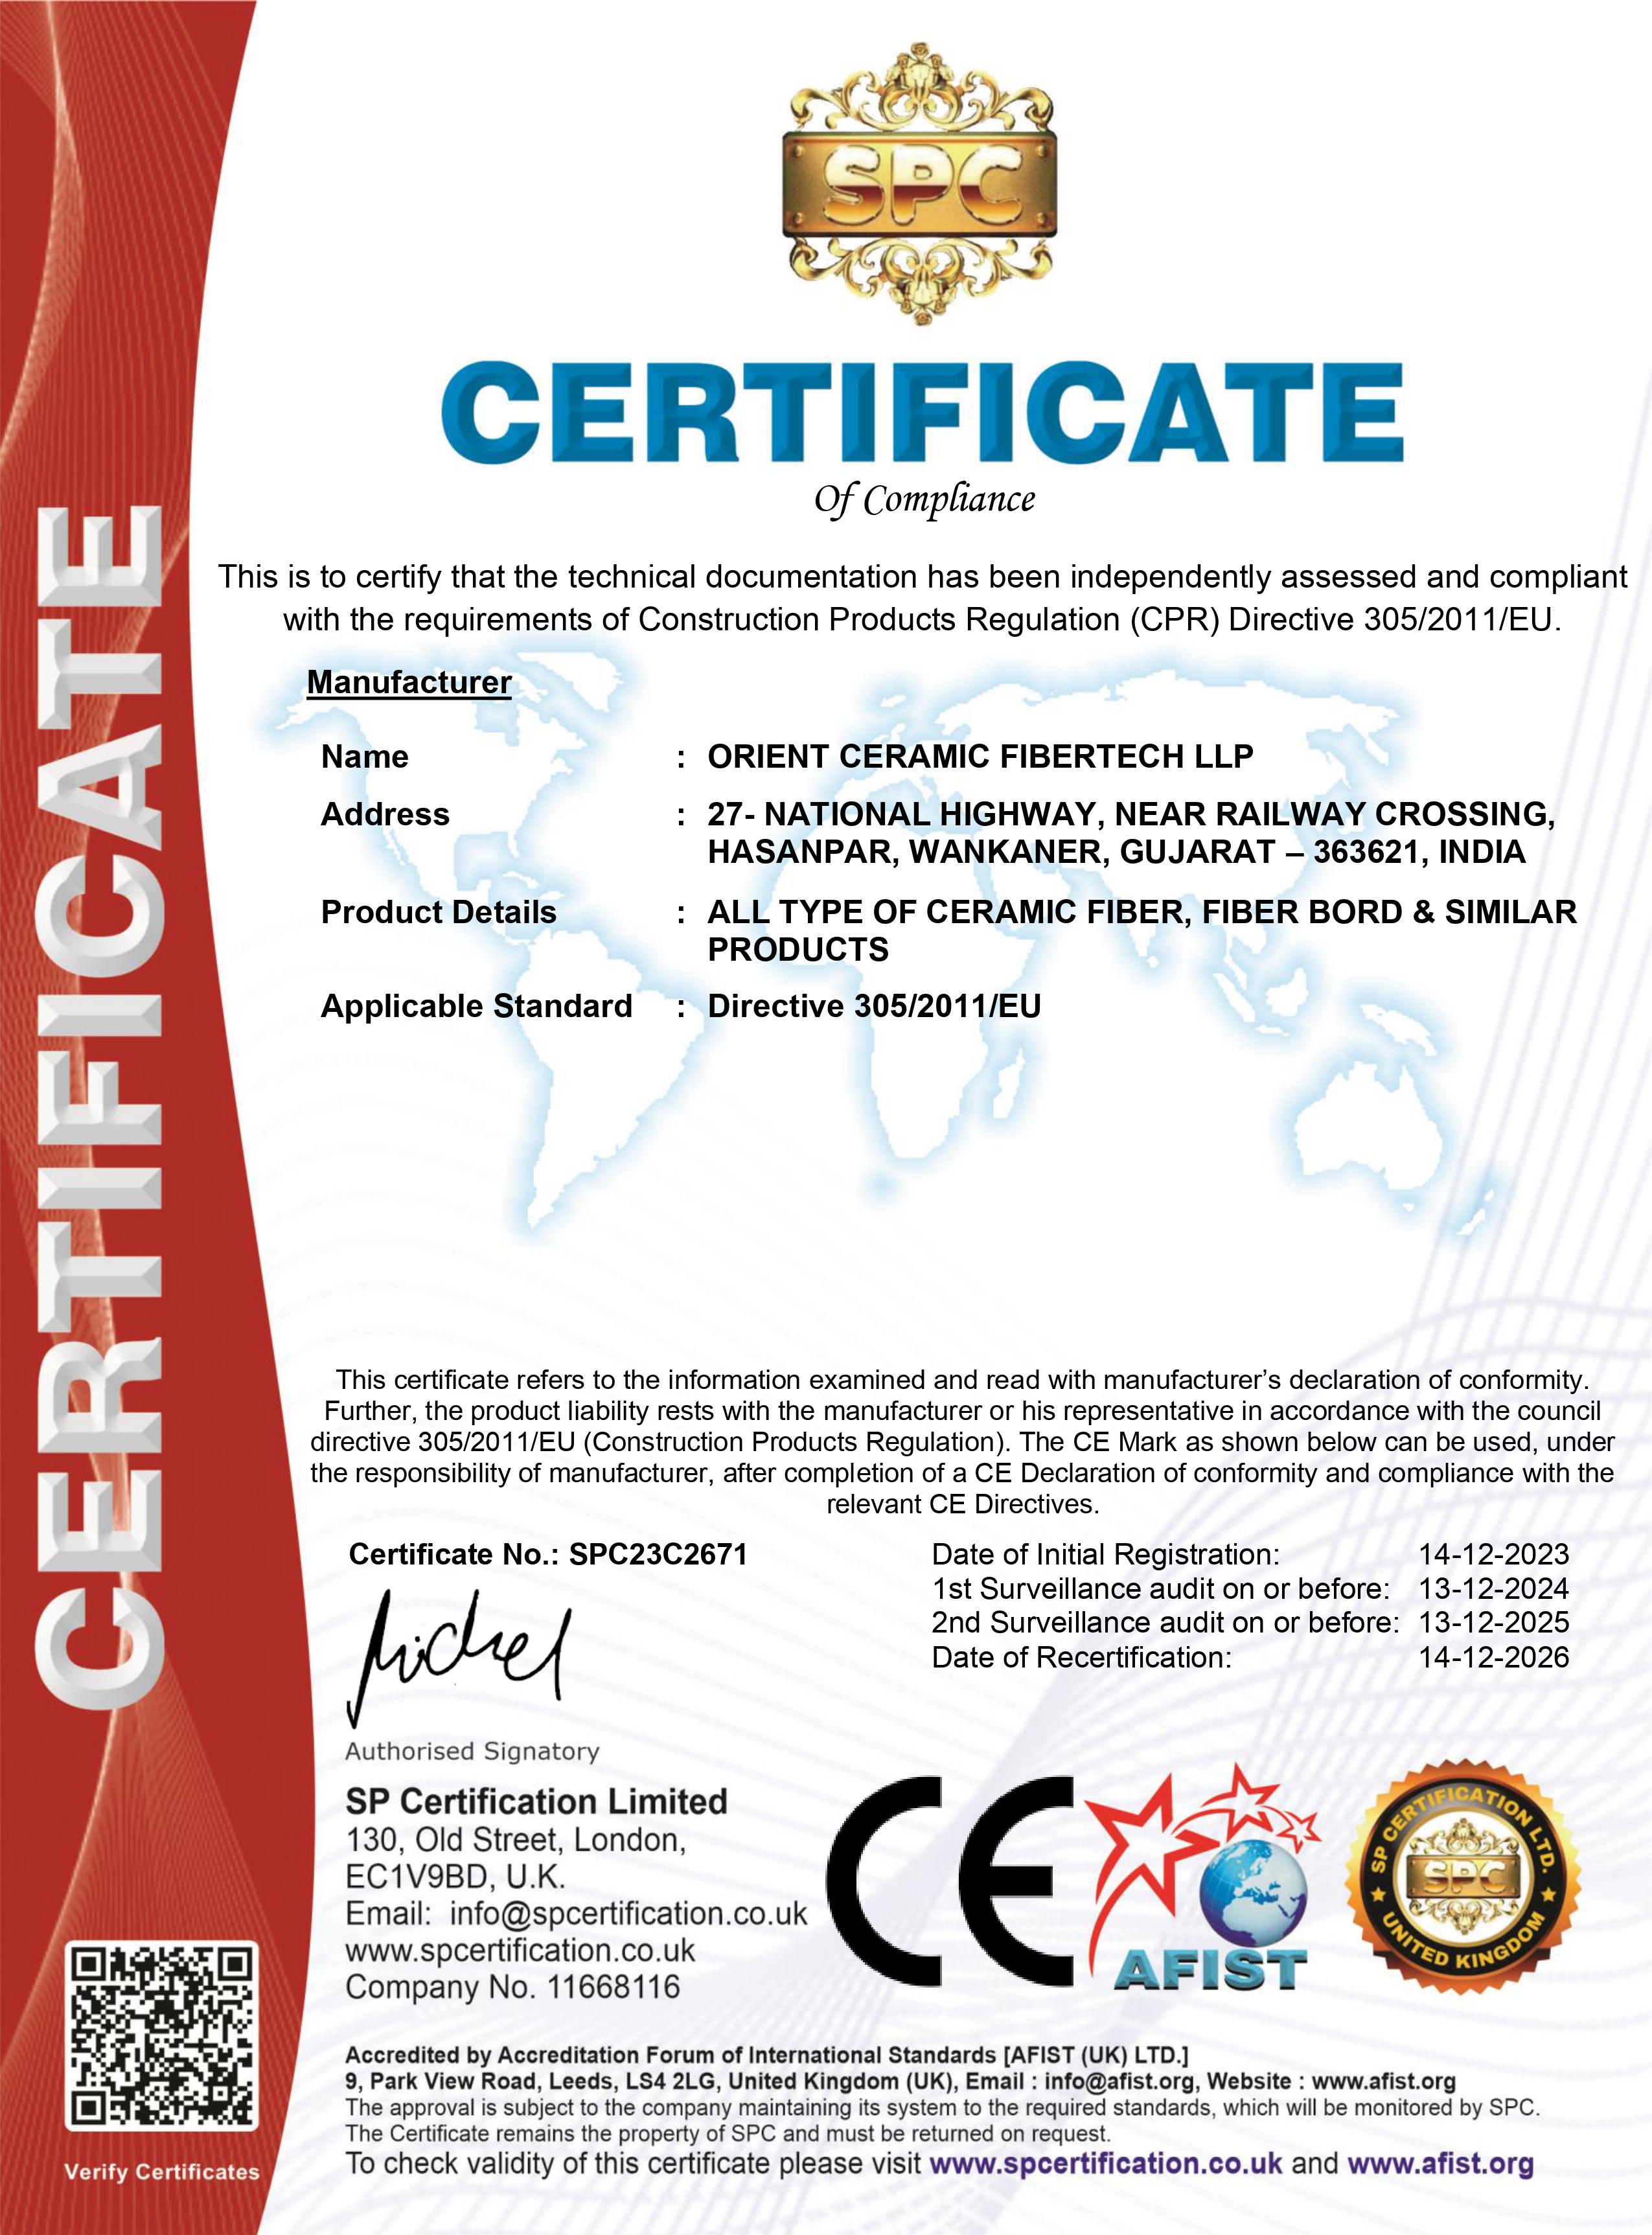 SPC
CERTIFICATE
Of Compliance
This is to certify that the technical documentation has been independently assessed and compliant
with the requirements of Construction Products Regulation (CPR) Directive 305/2011/EU.
Manufacturer
Name : ORIENT CERAMIC FIBERTECH LLP
Address : 27- NATIONAL HIGHWAY, NEAR RAILWAY CROSSING,
HASANPAR, WANKANER, GUJARAT – 363621, INDIA
Product Details : ALL TYPE OF CERAMIC FIBER, FIBER BORD & SIMILAR
PRODUCTS
Applicable Standard : Directive 305/2011/EU
This certificate refers to the information examined and read with manufacturer’s declaration of conformity.
Further, the product liability rests with the manufacturer or his representative in accordance with the council
directive 305/2011/EU (Construction Products Regulation). The CE Mark as shown below can be used, under
the responsibility of manufacturer, after completion of a CE Declaration of conformity and compliance with the
relevant CE Directives.
Certificate No.: SPC23C2671
Date of Initial Registration: 14-12-2023
1st Surveillance audit on or before: 13-12-2024
2nd Surveillance audit on or before: 13-12-2025
Date of Recertification: 14-12-2026
Authorised Signatory
SP Certification Limited
130, Old Street, London,
EC1V9BD, U.K.
Email: info@spcertification.co.uk
www.spcertification.co.uk
Company No. 11668116
CE
AFIST
SP CERTIFICATION LTD.
SPC
UNITED KINGDOM
Accredited by Accreditation Forum of International Standards [AFIST (UK) LTD.]
9, Park View Road, Leeds, LS4 2LG, United Kingdom (UK), Email : info@afist.org, Website : www.afist.org
The approval is subject to the company maintaining its system to the required standards, which will be monitored by SPC.
The Certificate remains the property of SPC and must be returned on request.
To check validity of this certificate please visit www.spcertification.co.uk and www.afist.org
CERTIFICATE
Verify Certificates